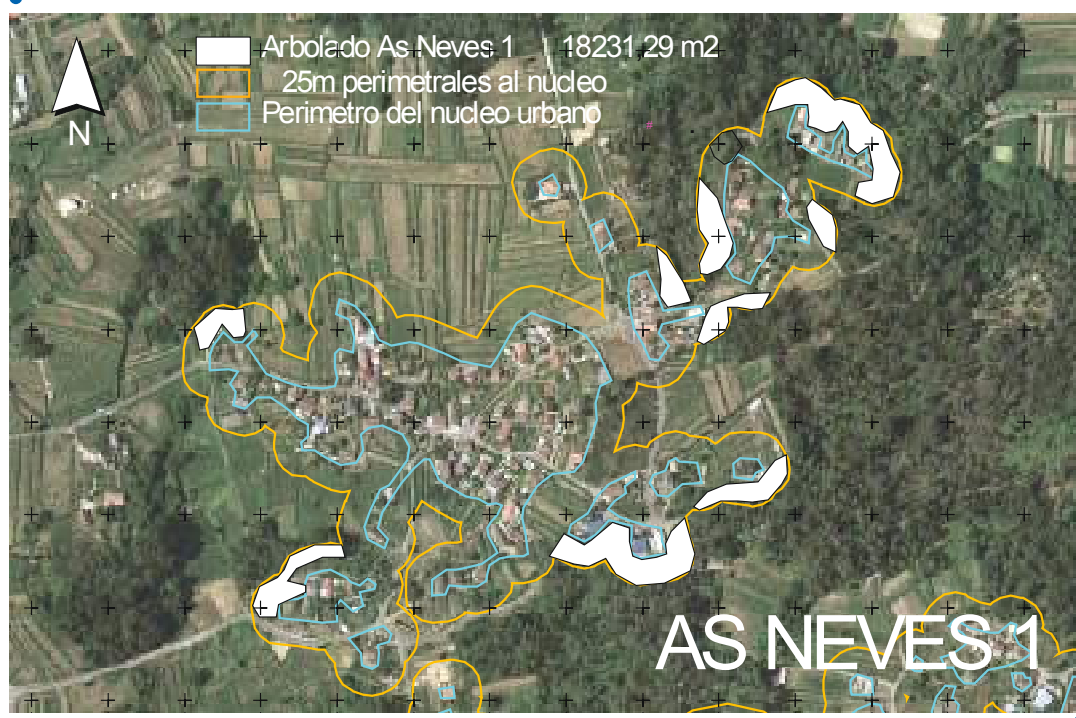 Arbolado As Neves 1 18231,29 m2
25m perimetrales al nucleo
Perimetro del nucleo urbano
N
AS NEVES 1